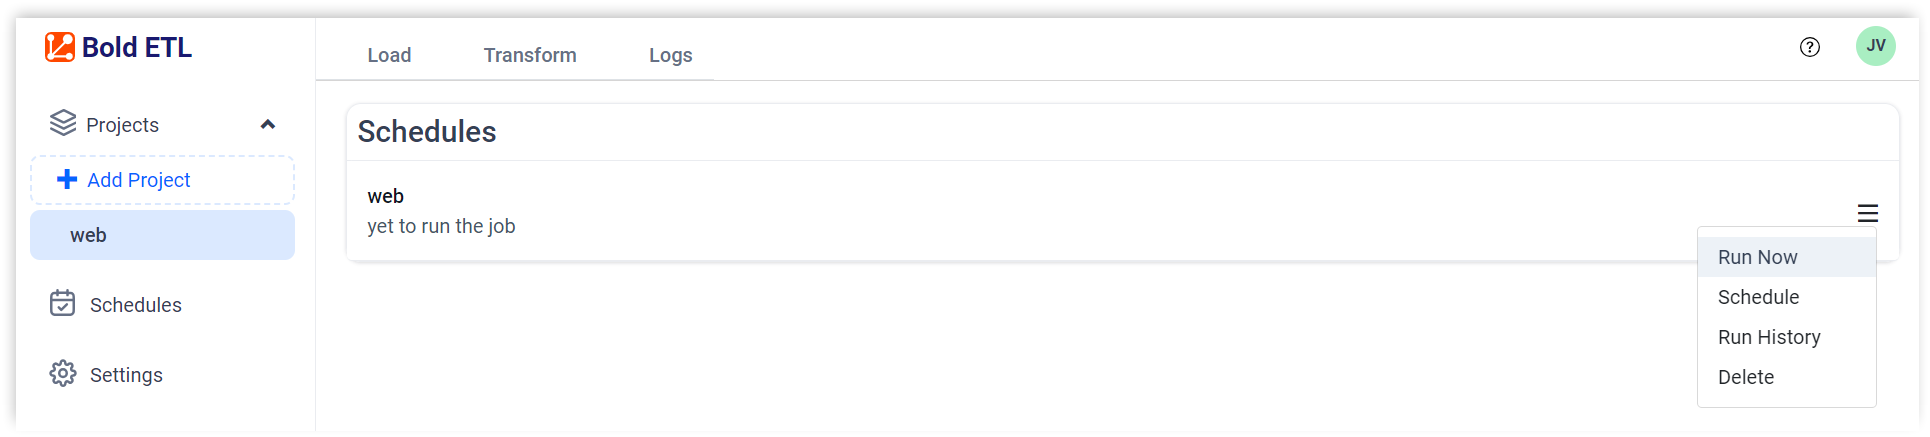 Bold ETL
Load
Transform
Logs
?
JV
Projects
Add Project
web
Schedules
Settings
Schedules
web
yet to run the job
Run Now
Schedule
Run History
Delete